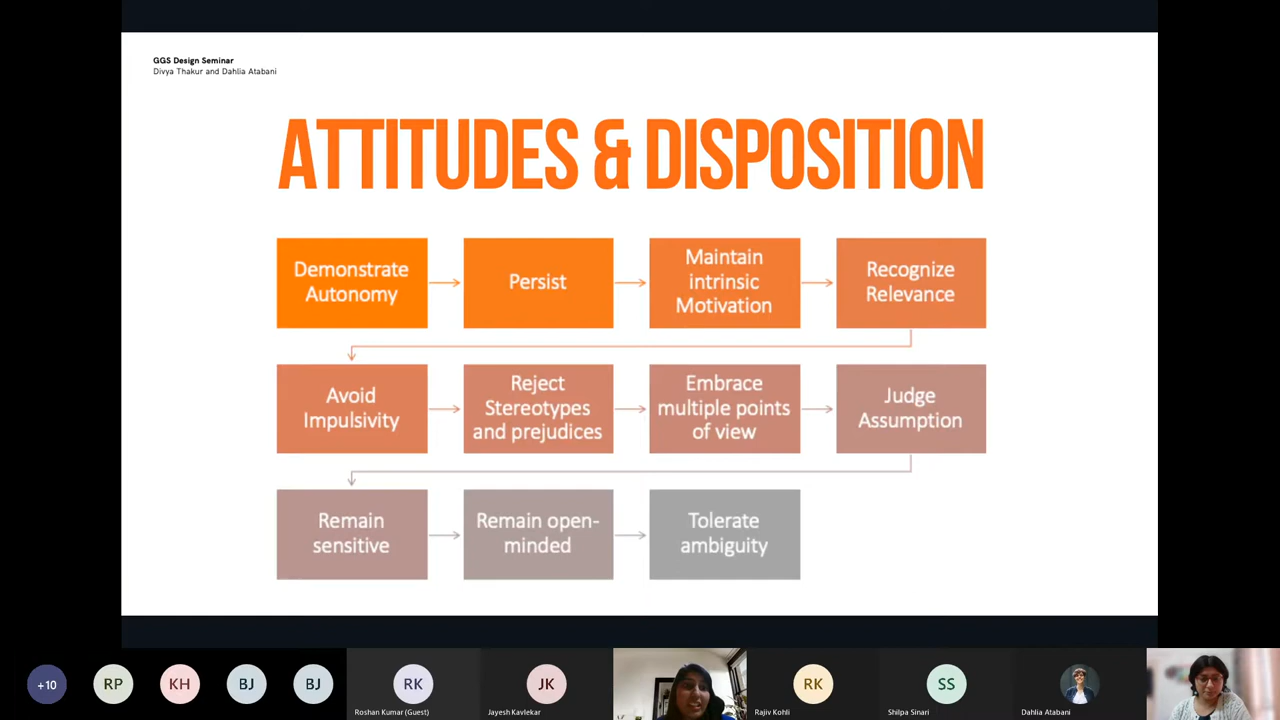 GGS Design Seminar
Divya Thakur and Dahlia Atabani
ATTITUDES & DISPOSITION
Demonstrate
Autonomy
Persist
Maintain
intrinsic
Motivation
Recognize
Relevance
Avoid
Impulsivity
Reject
Stereotypes
and prejudices
Embrace
multiple points
of view
Judge
Assumption
Remain
sensitive
Remain open-
minded
Tolerate
ambiguity
+10
RP
KH
BJ
BJ
RK
Roshan Kumar (Guest)
JK
Jayesh Kavlekar
RK
Rajiv Kohli
SS
Shilpa Sinari
Dahlia Atabani